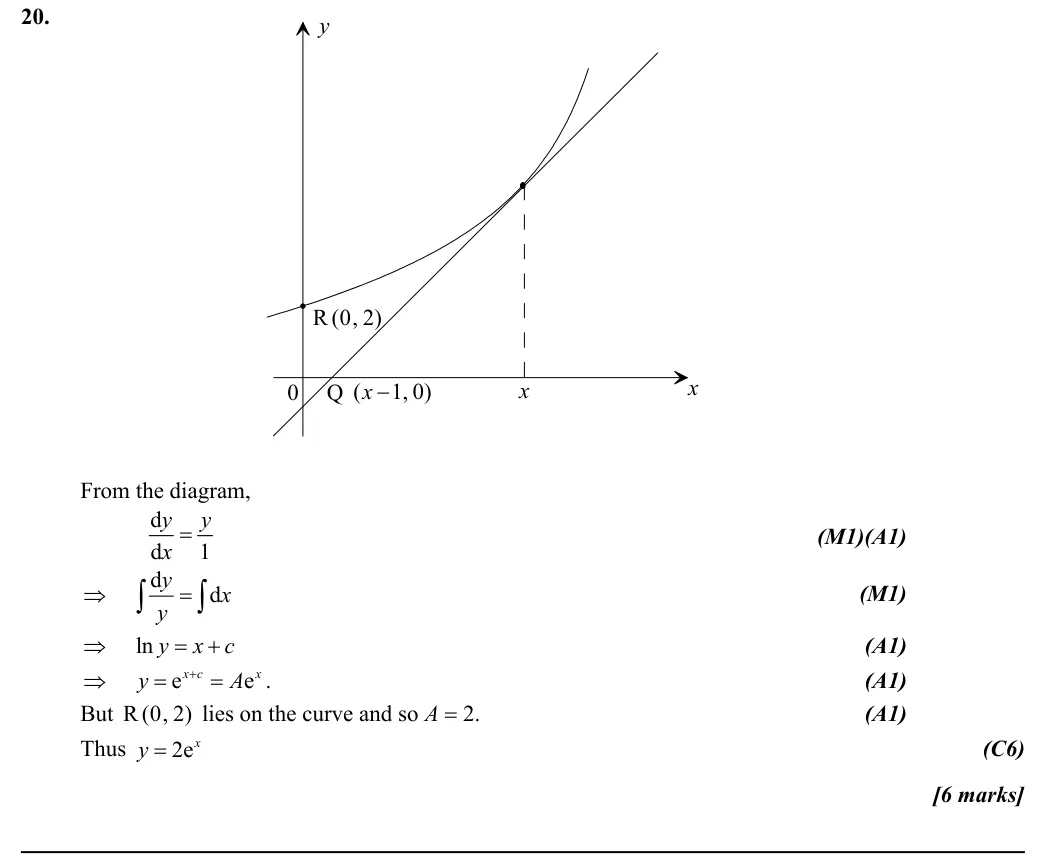 20.
y
R (0, 2)
0 Q (x − 1, 0) x x
From the diagram,
dy/dx = y/1 (M1)(A1)
⇒ ∫ dy/y = ∫ dx (M1)
⇒ ln y = x + c (A1)
⇒ y = e^(x+c) = Ae^x . (A1)
But R (0, 2) lies on the curve and so A = 2. (A1)
Thus y = 2e^x (C6)
[6 marks]